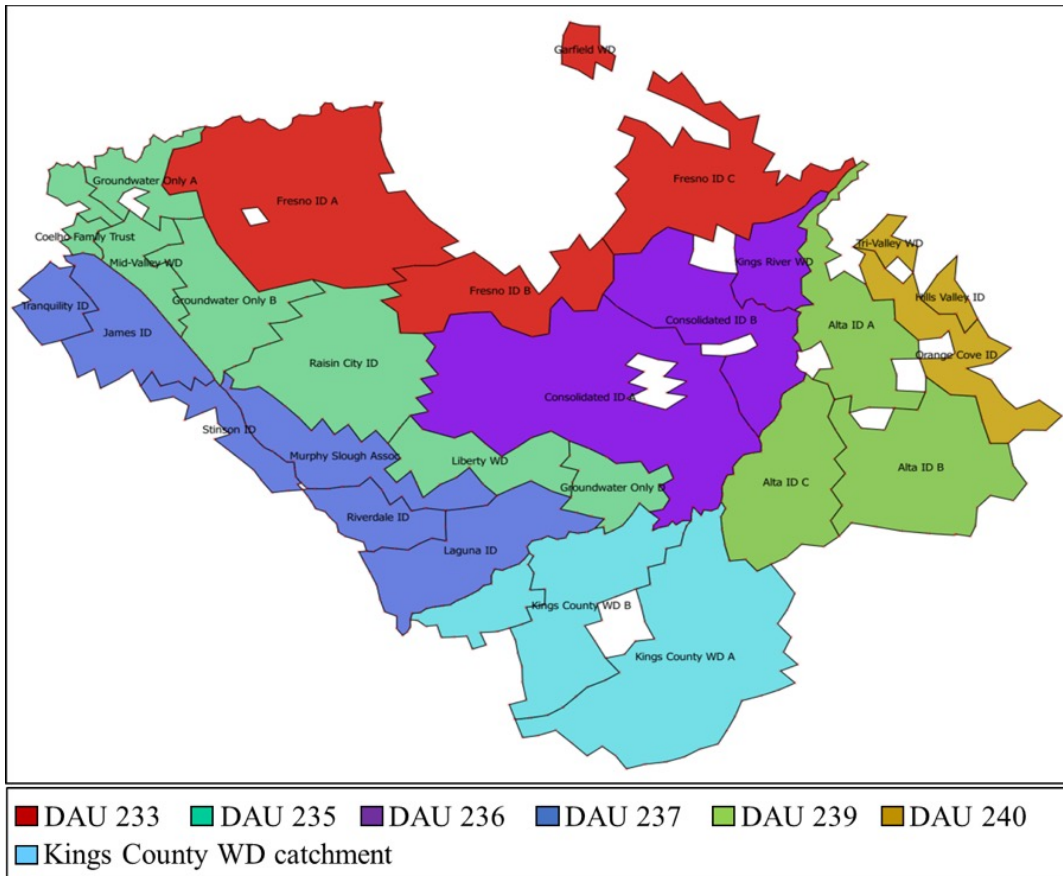 Garfield WD
Groundwater Only A
Fresno ID C
Fresno ID A
Coelho Family Trust
Tri-Valley WD
Mid-Valley WD
Kings River WD
Fresno ID B
Hills Valley ID
Groundwater Only B
Tranquility ID
Consolidated ID B
Alta ID A
James ID
Orange Cove ID
Raisin City ID
Consolidated ID
Stinson ID
Murphy Slough Assoc
Liberty WD
Alta ID B
Alta ID C
Groundwater Only
Riverdale ID
Laguna ID
Kings County WD B
Kings County WD A
DAU 233 DAU 235 DAU 236 DAU 237 DAU 239 DAU 240
Kings County WD catchment